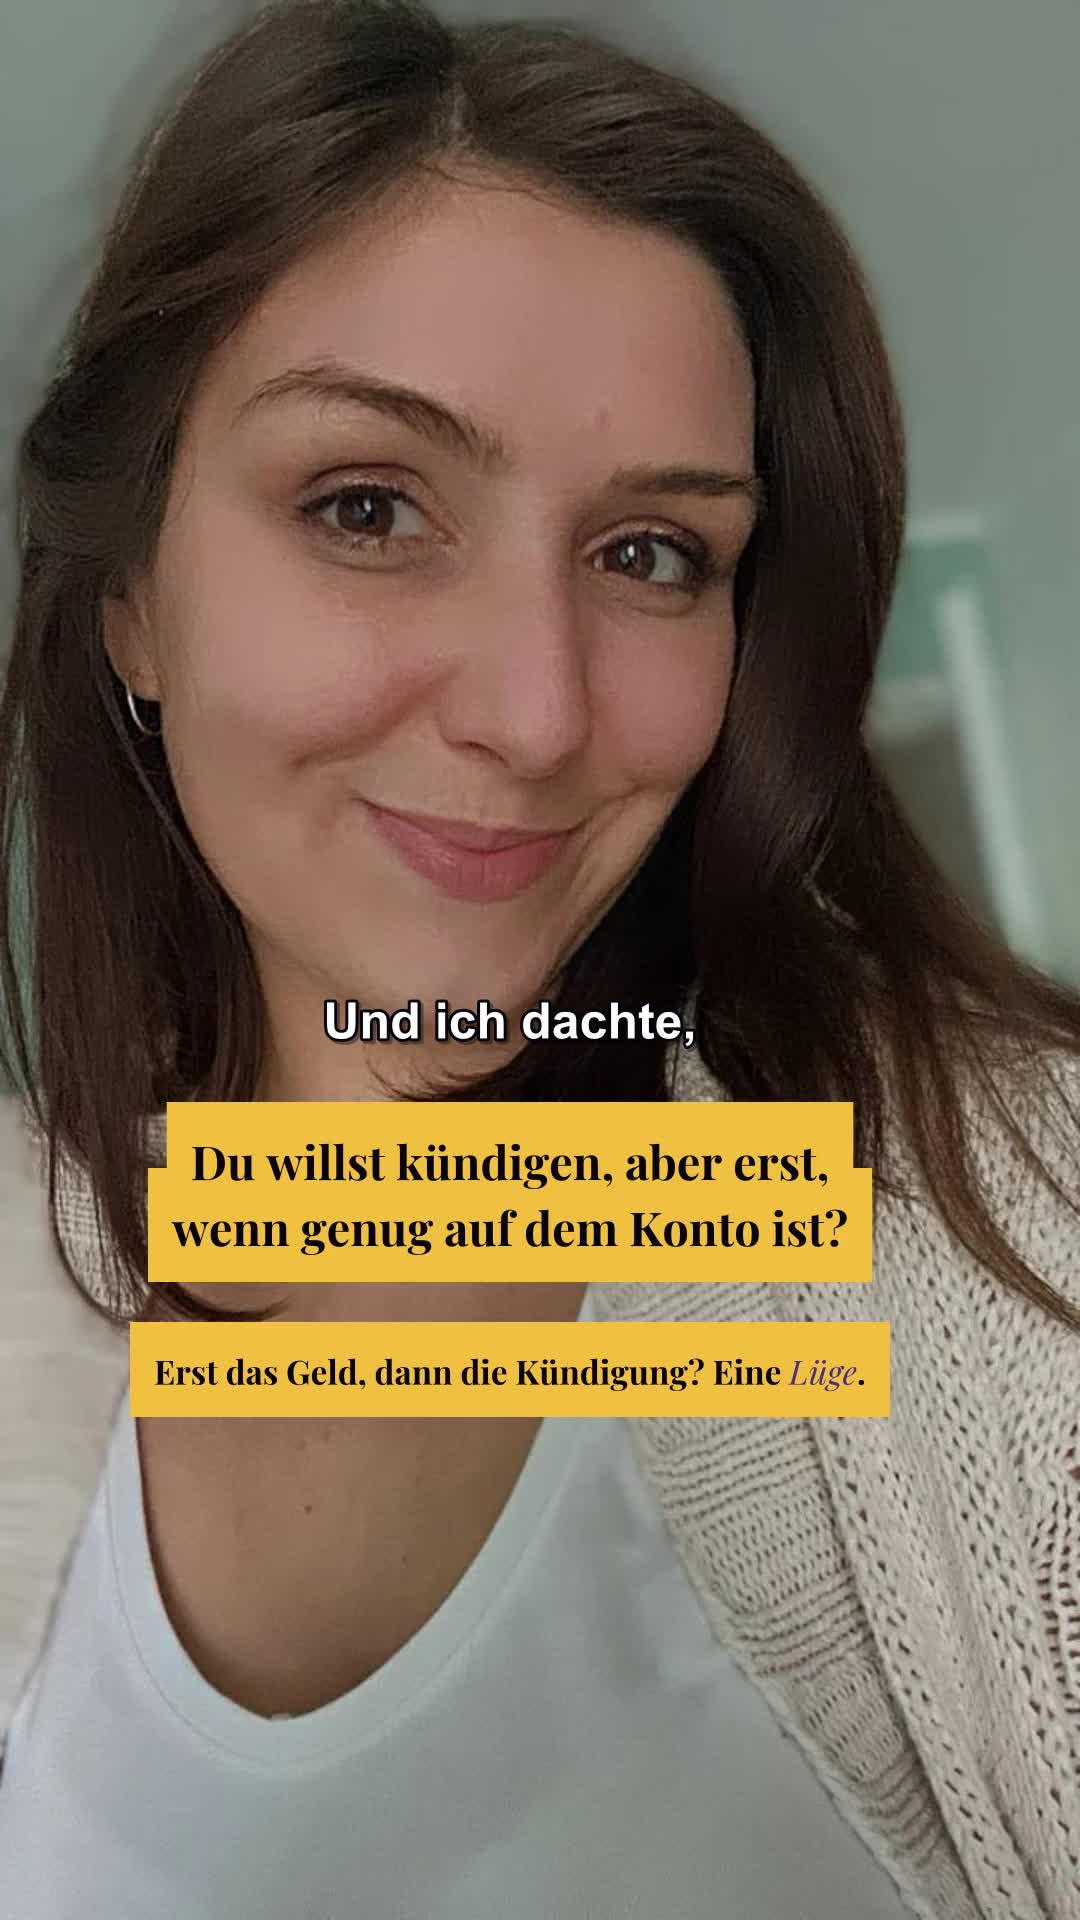 Und ich dachte,
Du willst kündigen, aber erst,
wenn genug auf dem Konto ist?
Erst das Geld, dann die Kündigung? Eine Lüge.